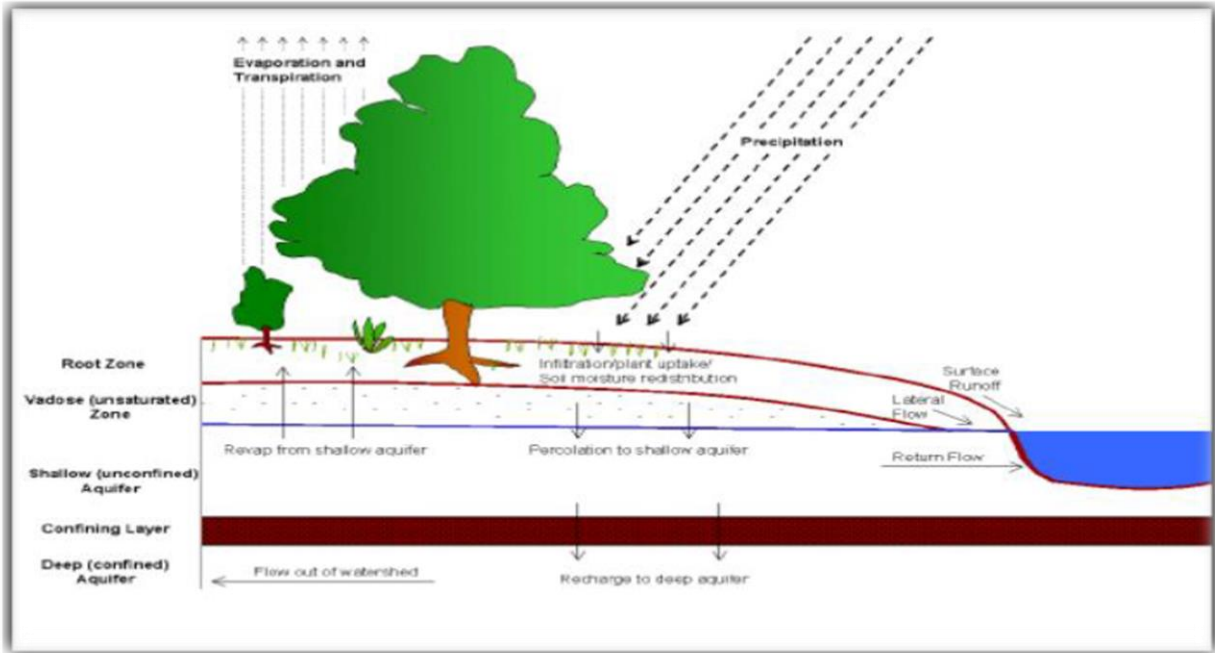 Evaporation and
Transpiration
Precipitation
Root Zone
Infiltration/plant uptake/
Soil moisture redistribution
Surface
Runoff
Lateral
Flow
Vadose (unsaturated)
Zone
Revap from shallow aquifer
Percolation to shallow aquifer
Return Flow
Shallow (unconfined)
Aquifer
Confining Layer
Deep (confined)
Aquifer
Flow out of watershed
Recharge to deep aquifer